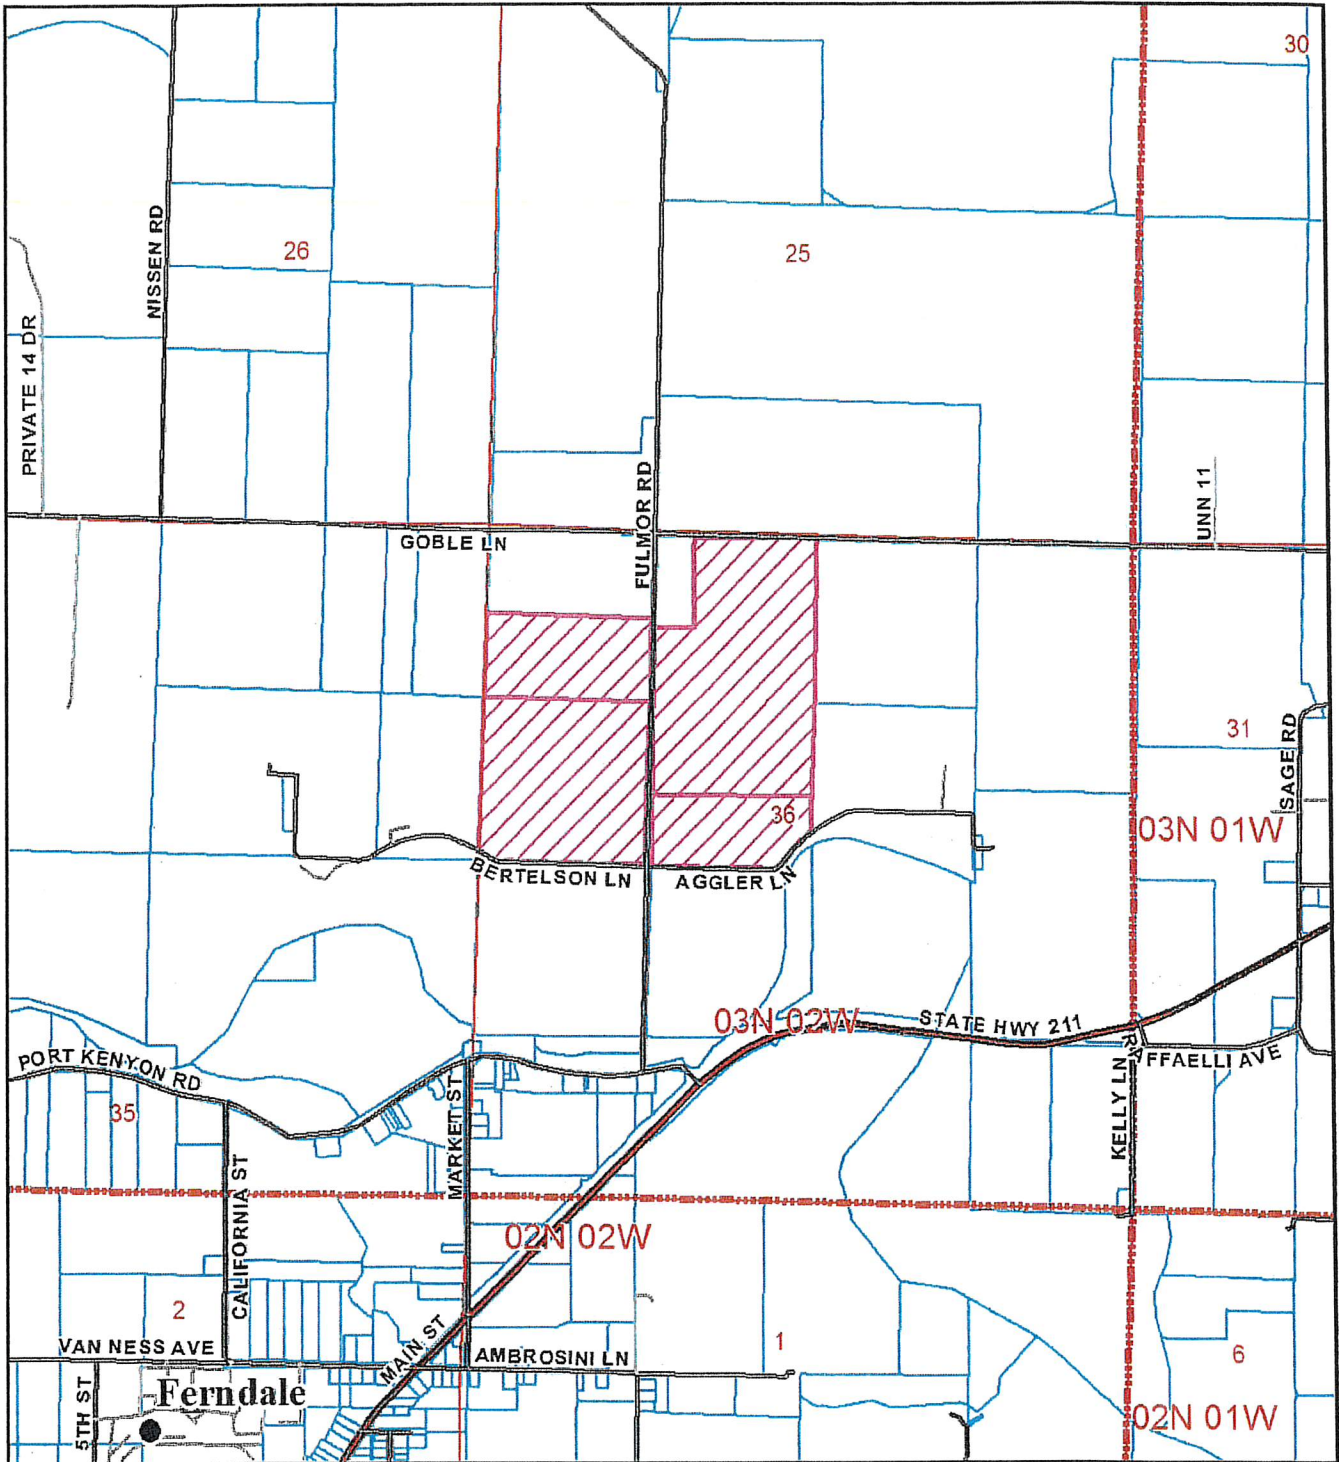 30
NISSEN RD
26
25
PRIVATE 14 DR
FULMOR RD
UNN 11
GOBLE LN
31
SAGE RD
36
03N 01W
BERTELSON LN
AGGLER LN
03N 02W
STATE HWY 211
PORT KENYON RD
RAFFAELLI AVE
35
MARKET ST
KELLY LN
CALIFORNIA ST
02N 02W
2
MAIN ST
1
VAN NESS AVE
AMBROSINI LN
6
Ferndale
5TH ST
02N 01W